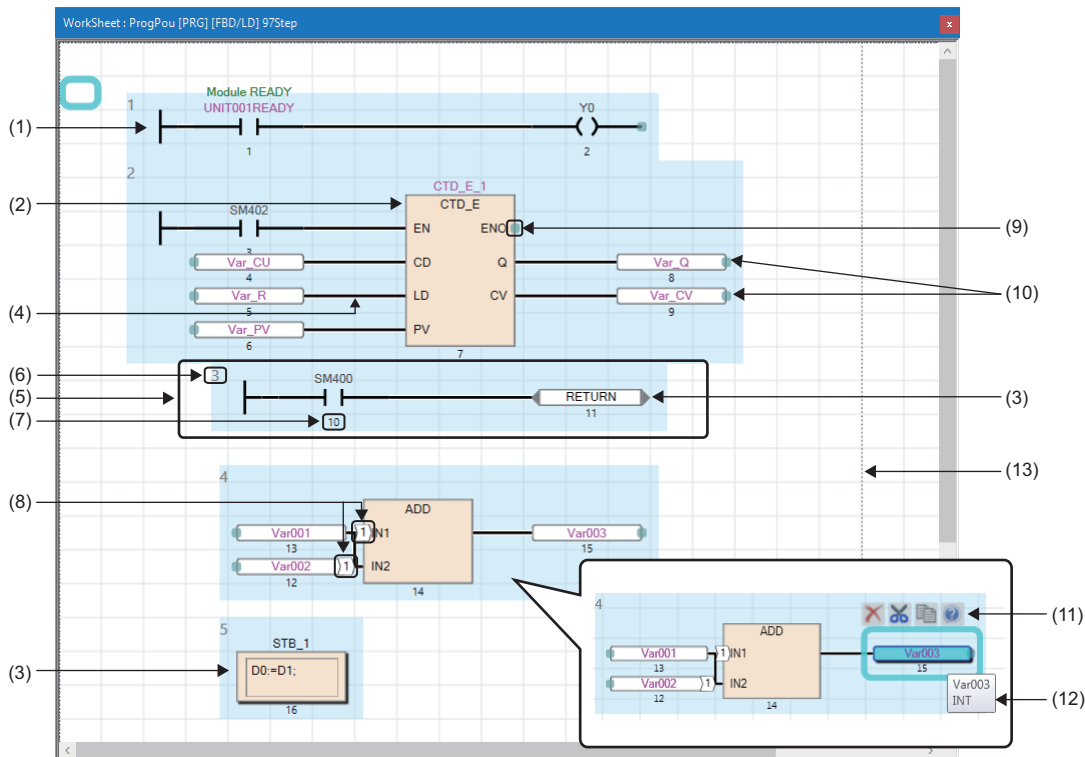 WorkSheet : ProgPou [PRG] [FBD/LD] 97Step
x
1
Module READY
UNIT001READY
Y0
(1)
1
2
2
CTD_E_1
(2)
CTD_E
SM402
EN
ENO
(9)
3
Var_CU
CD
Q
Var_Q
4
8
(10)
Var_R
LD
CV
Var_CV
(4)
5
9
Var_PV
PV
6
7
(6)
3
SM400
(5)
RETURN
(3)
(7)
10
11
4
(13)
(8)
ADD
Var001
1
IN1
Var003
13
15
Var002
1
IN2
12
14
4
(11)
5
STB_1
ADD
Var001
1
IN1
Var003
(3)
D0:=D1;
13
15
Var002
1
IN2
Var003
INT
(12)
12
14
16